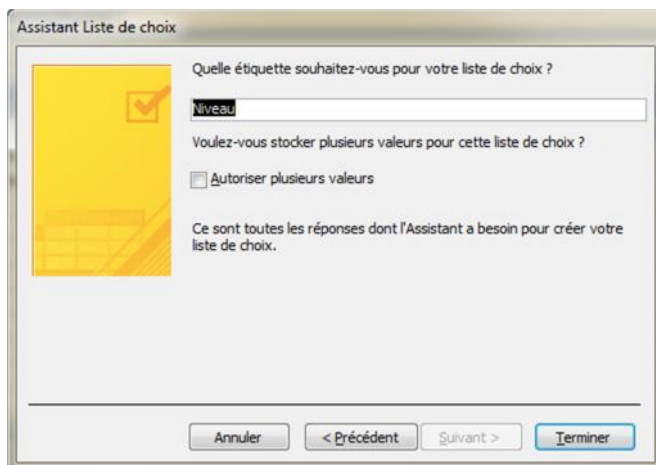 Assistant Liste de choix
Quelle étiquette souhaitez-vous pour votre liste de choix ?
Niveau
Voulez-vous stocker plusieurs valeurs pour cette liste de choix ?
Autoriser plusieurs valeurs
Ce sont toutes les réponses dont l'Assistant a besoin pour créer votre
liste de choix.
Annuler < Précédent Suivant > Terminer